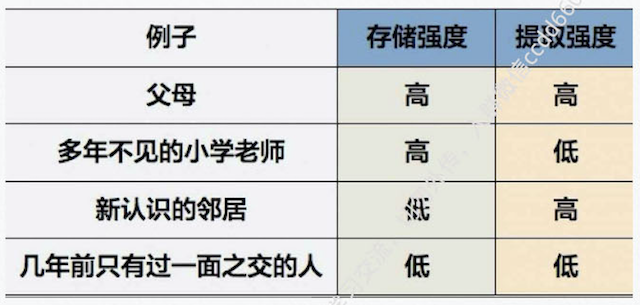 例子 存储强度 提取强度
父母 高 高
多年不见的小学老师 高 低
新认识的邻居 低 高
几年前只有过一面之交的人 低 低